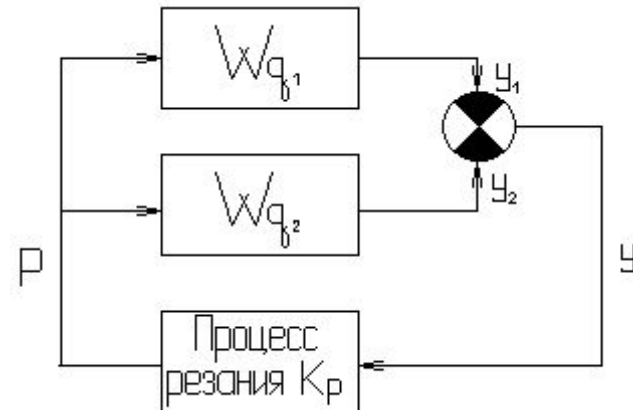 Wq₁
y₁
Wq₂
y₂
P
y
Процесс
резания Kр